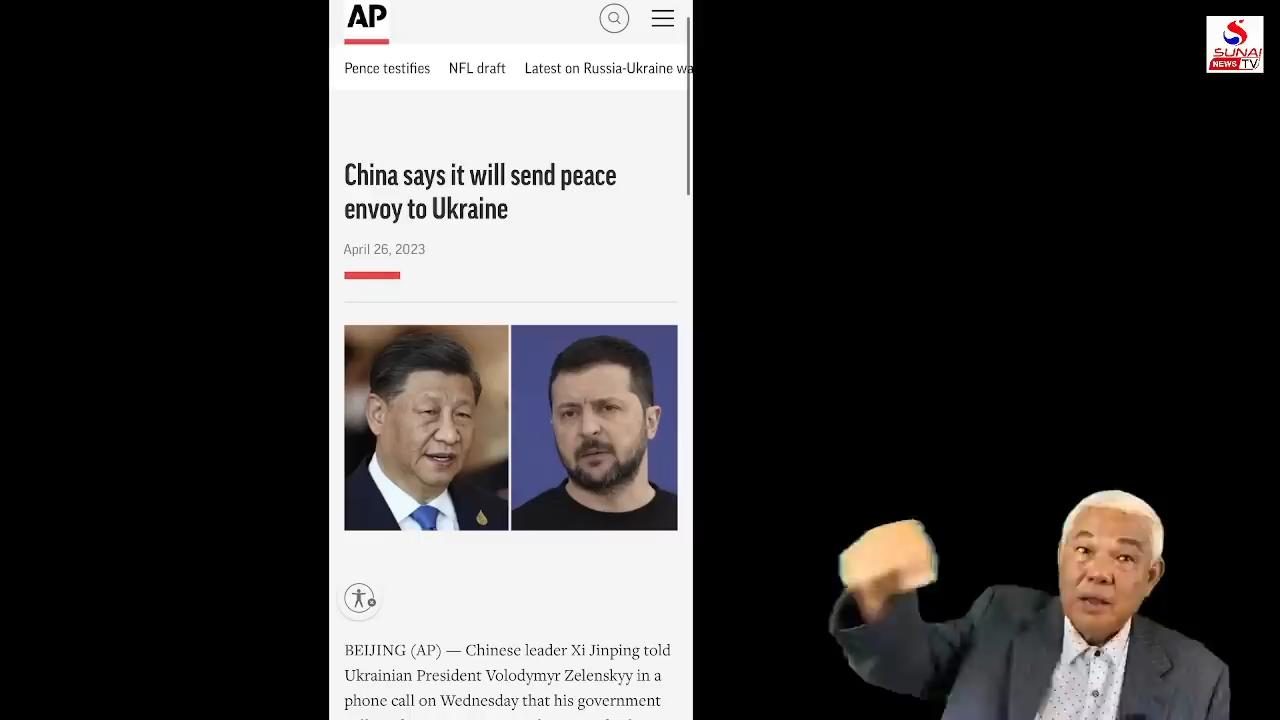 AP
Pence testifies NFL draft Latest on Russia-Ukraine wa
China says it will send peace
envoy to Ukraine
April 26, 2023
BEIJING (AP) — Chinese leader Xi Jinping told
Ukrainian President Volodymyr Zelenskyy in a
phone call on Wednesday that his government
SUNAI
NEWS TV